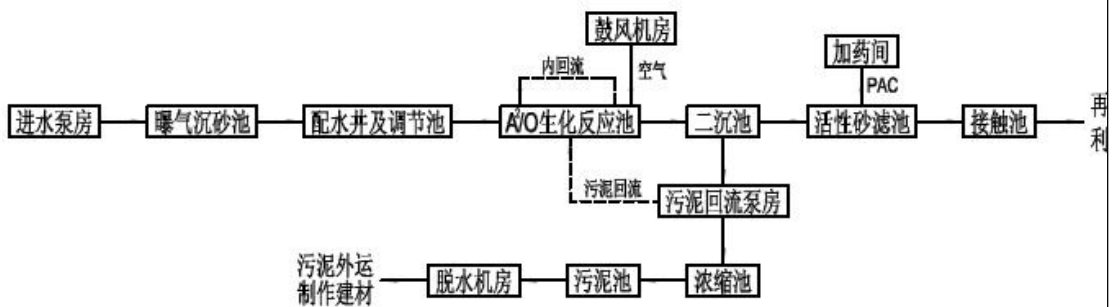 鼓风机房
加药间
内回流
空气
PAC
进水泵房
曝气沉砂池
配水井及调节池
A²/O生化反应池
二沉池
活性砂滤池
接触池
再
利
污泥回流
污泥回流泵房
污泥外运
制作建材
脱水机房
污泥池
浓缩池